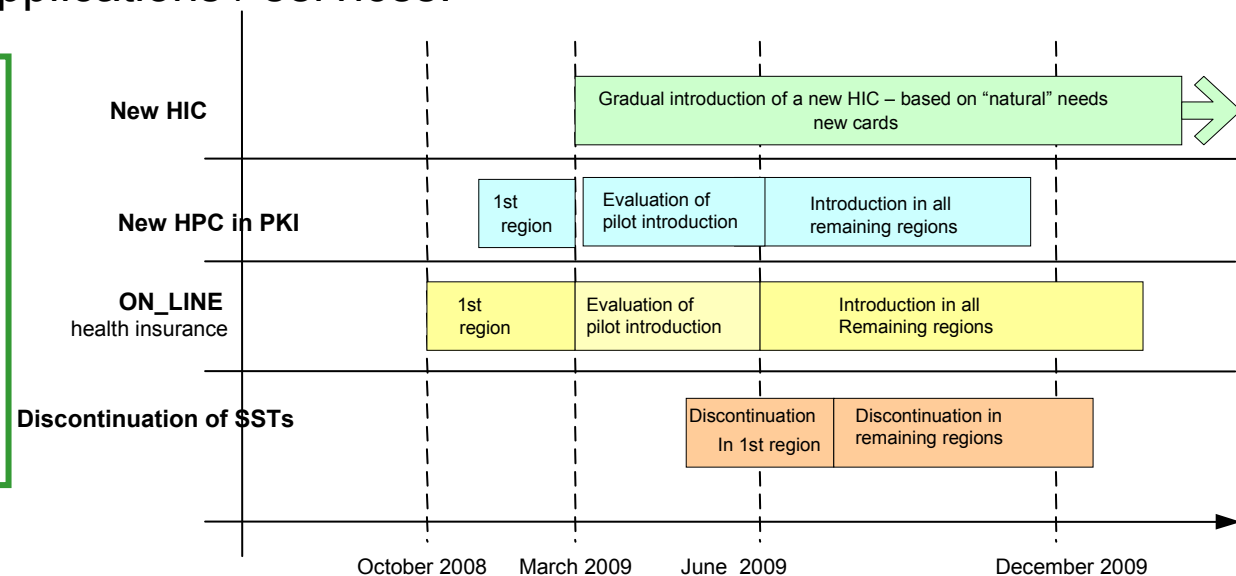 New HIC
Gradual introduction of a new HIC – based on “natural” needs
new cards
New HPC in PKI
1st
region
Evaluation of
pilot introduction
Introduction in all
remaining regions
ON_LINE
health insurance
1st
region
Evaluation of
pilot introduction
Introduction in all
Remaining regions
Discontinuation of SSTs
Discontinuation
In 1st region
Discontinuation in
remaining regions
October 2008 March 2009 June 2009 December 2009